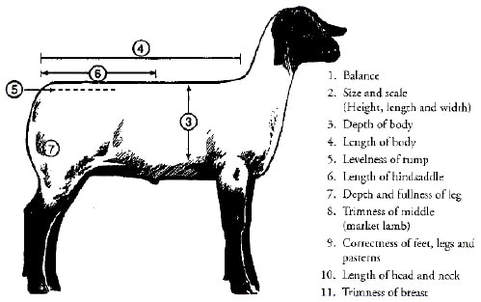 4
6
5
3
7
1. Balance
2. Size and scale
(Height, length and width)
3. Depth of body
4. Length of body
5. Levelness of rump
6. Length of hindsaddle
7. Depth and fullness of leg
8. Trimness of middle
(market lamb)
9. Correctness of feet, legs and
pasterns
10. Length of head and neck
11. Trimness of breast